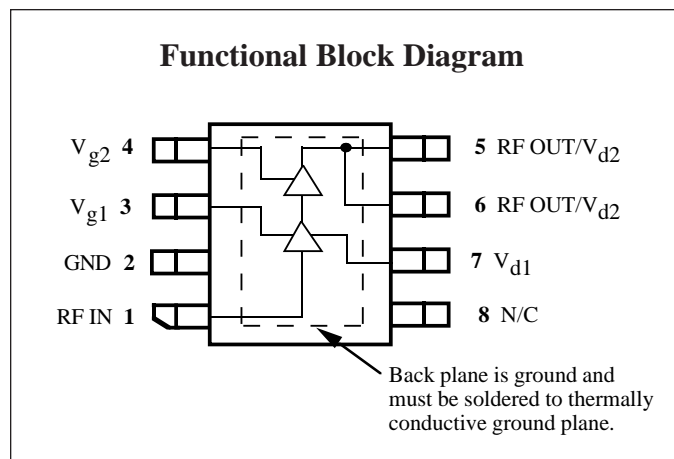 Functional Block Diagram
Vg2 4
5 RF OUT/Vd2
Vg1 3
6 RF OUT/Vd2
GND 2
7 Vd1
RF IN 1
8 N/C
Back plane is ground and
must be soldered to thermally
conductive ground plane.